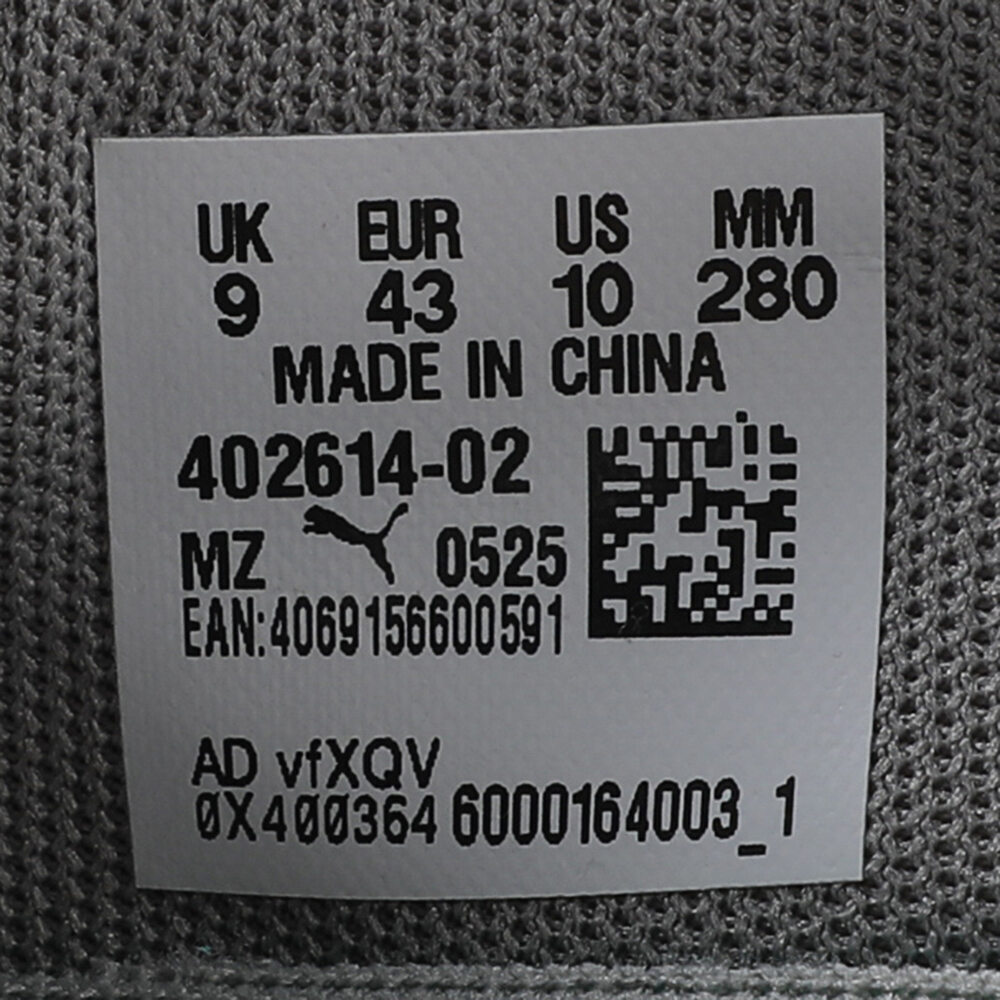 UK EUR US MM
9 43 10 280
MADE IN CHINA
402614-02
MZ 0525
EAN:4069156600591
AD vfXQV
0X400364 6000164003_1